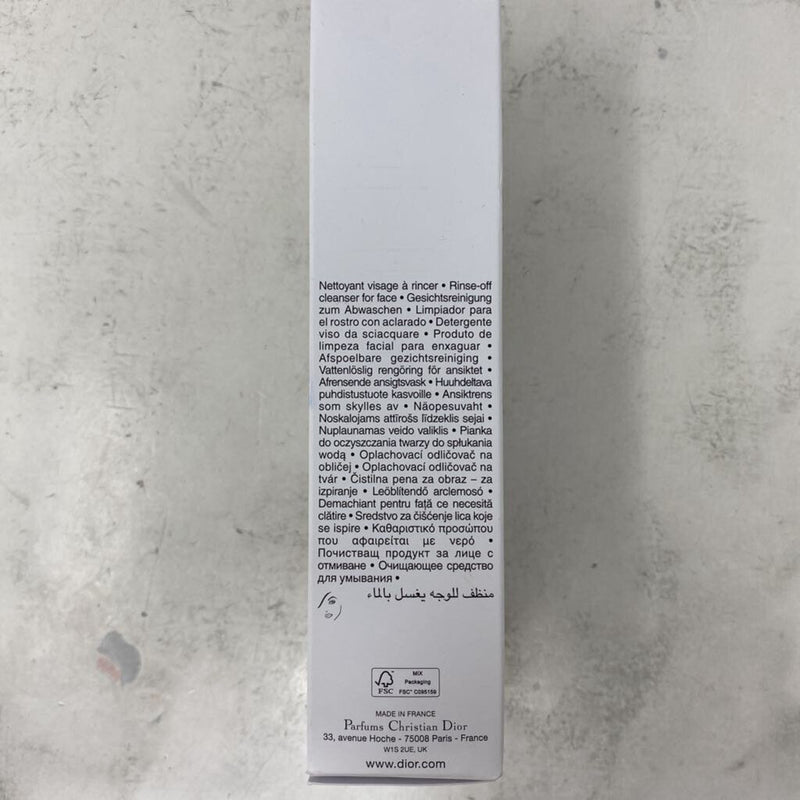 Nettoyant visage à rincer • Rinse-off
cleanser for face • Gesichtsreinigung
zum Abwaschen • Limpiador para
el rostro con aclarado • Detergente
viso da sciacquare • Produto de
limpeza facial para enxaguar •
Afspoelbare gezichtsreiniging •
Vattenlöslig rengöring för ansiktet •
Afrensende ansigtsvask • Huuhdeltava
puhdistustuote kasvoille • Ansiktrens
som skylles av • Näopesuvaht •
Noskalojams attīrošs līdzeklis sejai •
Nuplaunamas veido valiklis • Pianka
do oczyszczania twarzy do spłukania
wodą • Oplachovací odličovač na
obličej • Oplachovací odličovač na
tvár • Čistilna pena za obraz – za
izpiranje • Leöblítendő arclemosó •
Demachiant pentru față ce necesită
clătire • Sredstvo za čišćenje lica koje
se ispire • Καθαριστικό προσώπου
που αφαιρείται με νερό •
Почистващ продукт за лице с
отмиване • Очищающее средство
для умывания •
منظف للوجه يغسل بالماء
MIX
Packaging
FSC
FSC® C095159
MADE IN FRANCE
Parfums Christian Dior
33, avenue Hoche - 75008 Paris - France
W1S 2UE, UK
www.dior.com